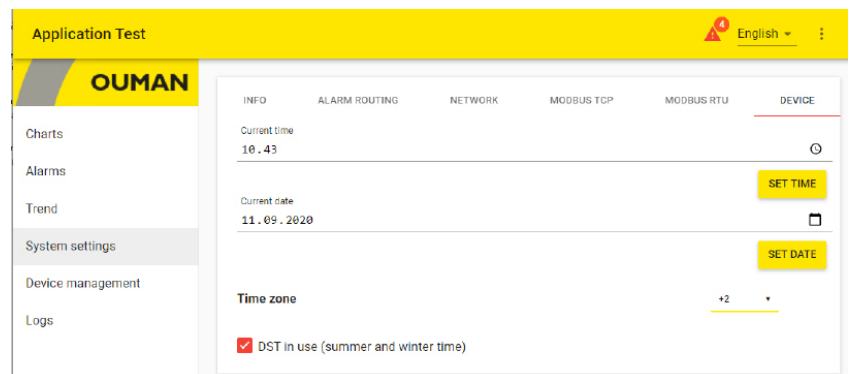 Application Test
4
English
OUMAN
Charts
Alarms
Trend
System settings
Device management
Logs
INFO ALARM ROUTING NETWORK MODBUS TCP MODBUS RTU DEVICE
Current time
10.43
SET TIME
Current date
11.09.2020
SET DATE
Time zone +2
DST in use (summer and winter time)